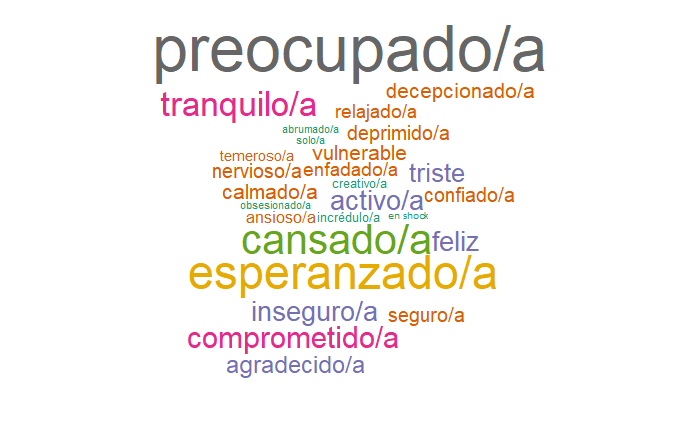 preocupado/a
decepcionado/a
tranquilo/a
relajado/a
abrumado/a
deprimido/a
solo/a
vulnerable
temeroso/a
nervioso/a
enfadado/a
triste
creativo/a
calmado/a
activo/a
confiado/a
obsesionado/a
ansioso/a
incrédulo/a
en shock
cansado/a
feliz
esperanzado/a
inseguro/a
seguro/a
comprometido/a
agradecido/a